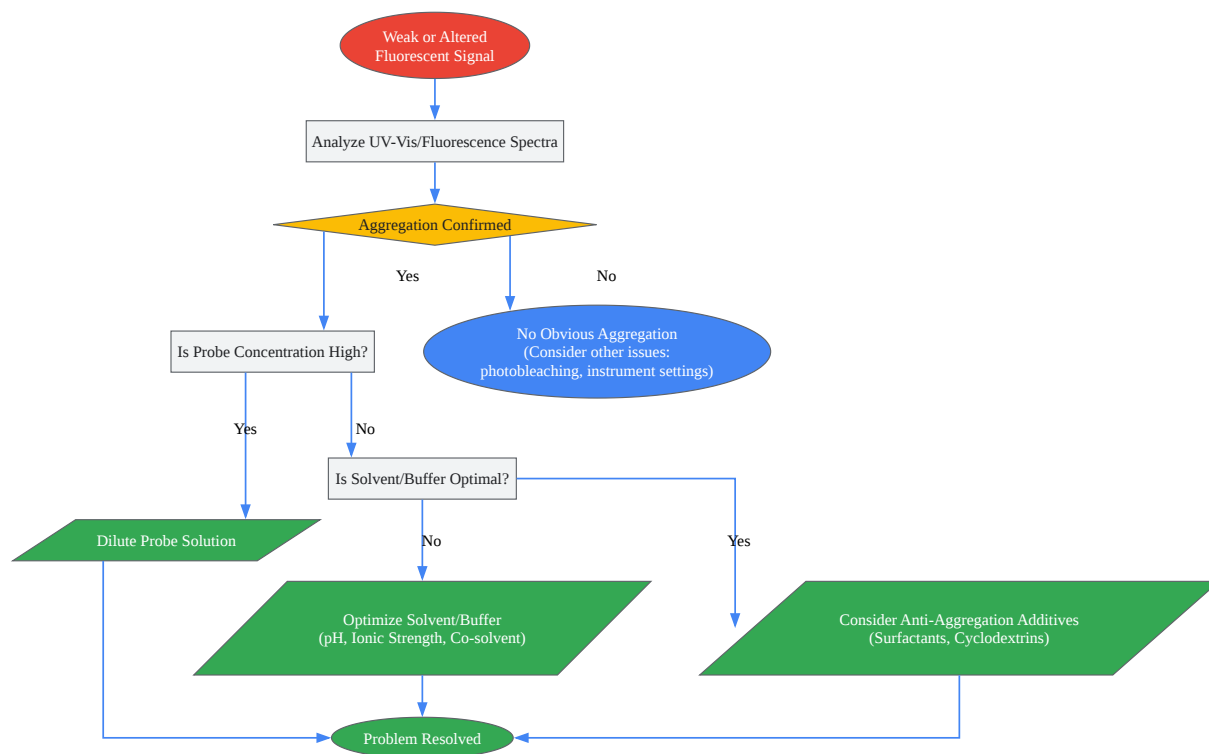 Weak or Altered
Fluorescent Signal
Analyze UV-Vis/Fluorescence Spectra
Aggregation Confirmed
Yes
No
No Obvious Aggregation
(Consider other issues:
photobleaching, instrument settings)
Is Probe Concentration High?
Yes
No
Is Solvent/Buffer Optimal?
Dilute Probe Solution
No
Yes
Optimize Solvent/Buffer
(pH, Ionic Strength, Co-solvent)
Consider Anti-Aggregation Additives
(Surfactants, Cyclodextrins)
Problem Resolved